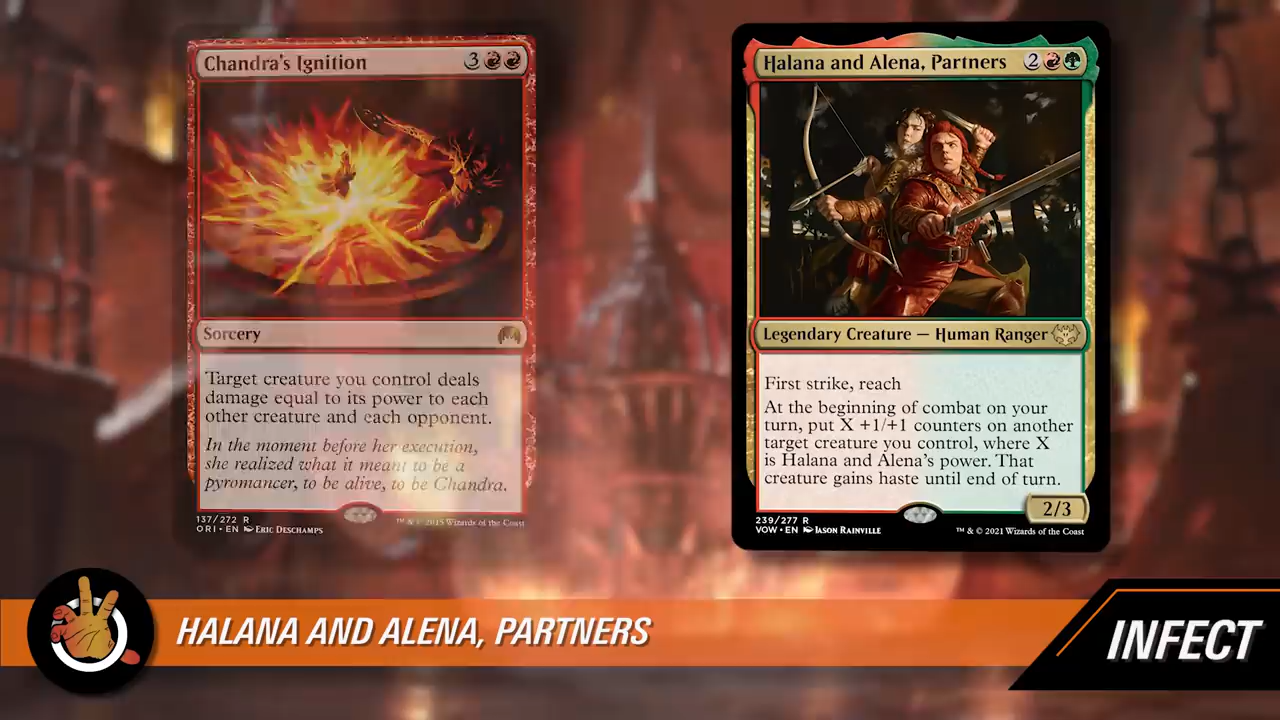 Chandra's Ignition 3
Sorcery
Target creature you control deals
damage equal to its power to each
other creature and each opponent.
In the moment before her execution,
she realized what it meant to be a
pyromancer, to be alive, to be Chandra.
137/272 R
ORI • EN ERIC DESCHAMPS
™ & © 2015 Wizards of the Coast
Halana and Alena, Partners 2
Legendary Creature — Human Ranger
First strike, reach
At the beginning of combat on your
turn, put X +1/+1 counters on another
target creature you control, where X
is Halana and Alena's power. That
creature gains haste until end of turn.
2/3
239/277 R
VOW • EN JASON RAINVILLE
™ & © 2021 Wizards of the Coast
HALANA AND ALENA, PARTNERS
INFECT